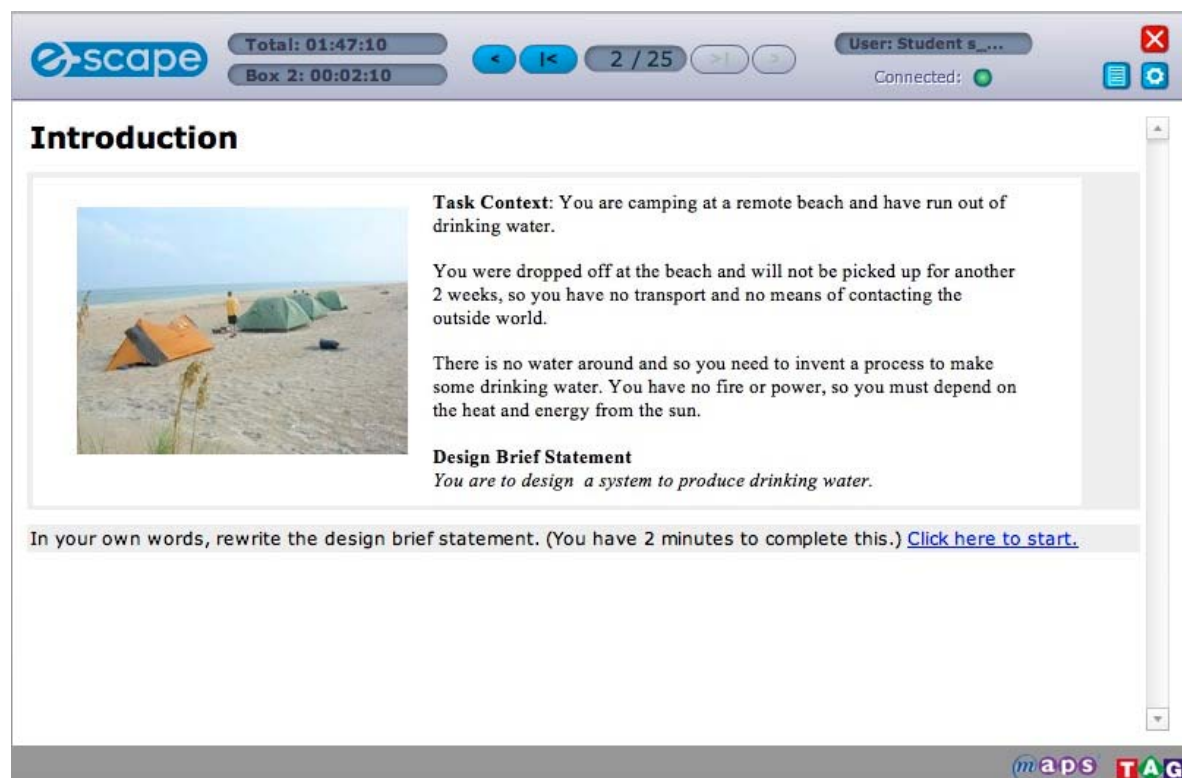 e-scape
Total: 01:47:10
Box 2: 00:02:10
< |< 2 / 25 >| >
User: Student s_...
Connected:
Introduction
Task Context: You are camping at a remote beach and have run out of
drinking water.
You were dropped off at the beach and will not be picked up for another
2 weeks, so you have no transport and no means of contacting the
outside world.
There is no water around and so you need to invent a process to make
some drinking water. You have no fire or power, so you must depend on
the heat and energy from the sun.
Design Brief Statement
You are to design  a system to produce drinking water.
In your own words, rewrite the design brief statement. (You have 2 minutes to complete this.) Click here to start.
maps TAG